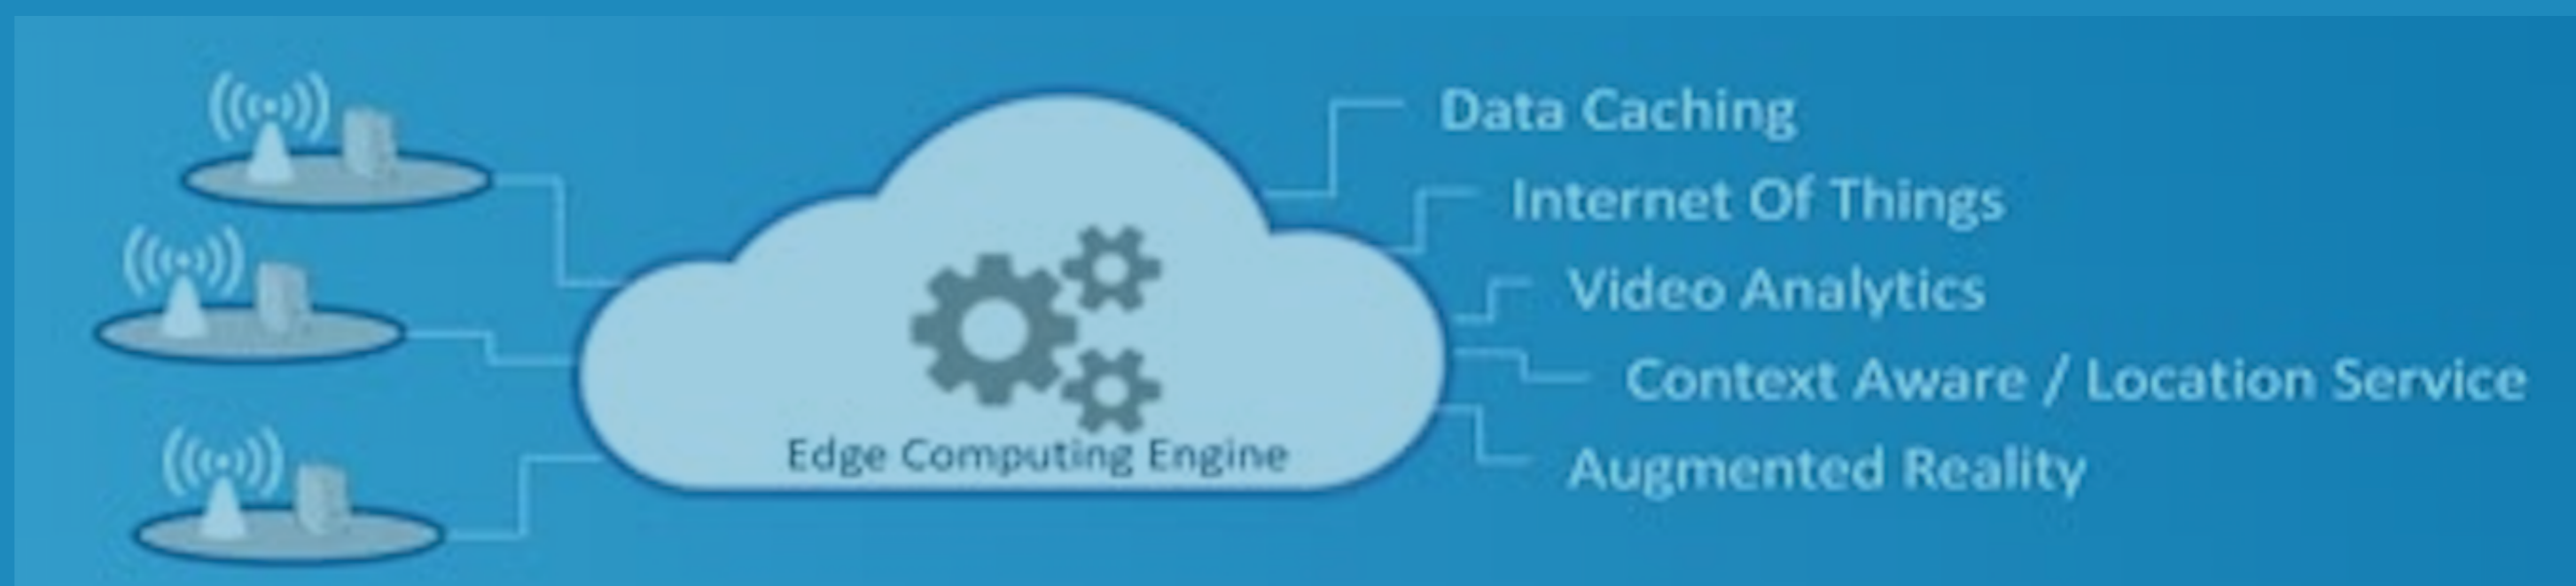 Data Caching
Internet Of Things
Video Analytics
Context Aware / Location Service
Augmented Reality
Edge Computing Engine